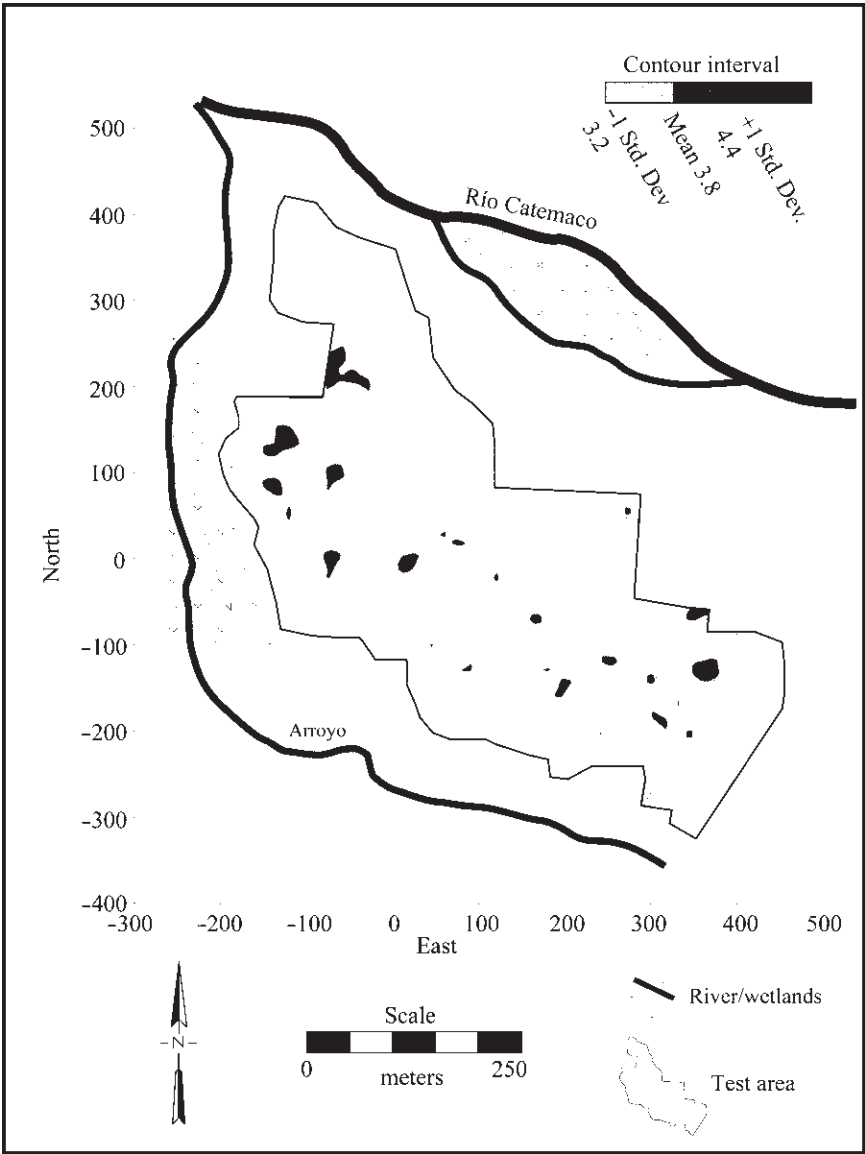 Contour interval
-1 Std. Dev
3.2
Mean 3.8
+1 Std. Dev.
4.4
Río Catemaco
500
400
300
200
100
0
-100
-200
-300
-400
North
Arroyo
-300 -200 -100 0 100 200 300 400 500
East
-N-
Scale
0 250
meters
River/wetlands
Test area